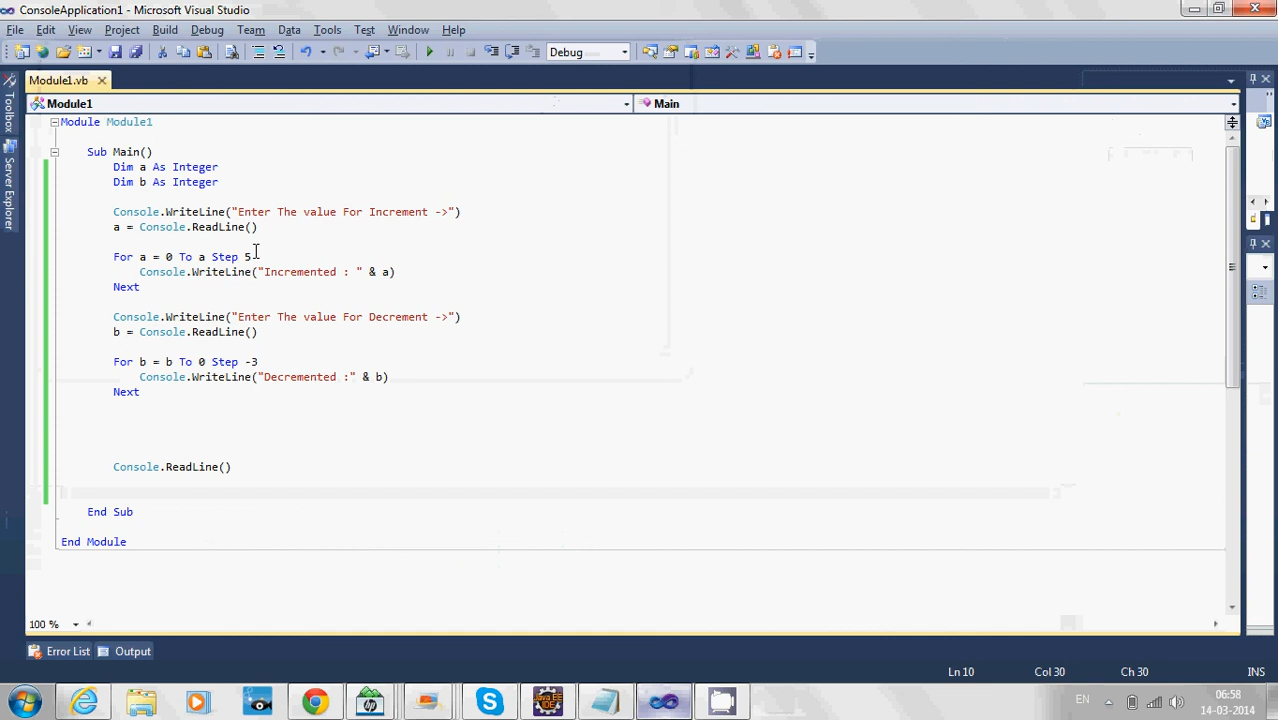 ConsoleApplication1 - Microsoft Visual Studio
File Edit View Project Build Debug Team Data Tools Test Window Help
Debug
Module1.vb
Module1 Main
Toolbox
Server Explorer
Module Module1
Sub Main()
Dim a As Integer
Dim b As Integer
Console.WriteLine("Enter The value For Increment ->")
a = Console.ReadLine()
For a = 0 To a Step 5
Console.WriteLine("Incremented : " & a)
Next
Console.WriteLine("Enter The value For Decrement ->")
b = Console.ReadLine()
For b = b To 0 Step -3
Console.WriteLine("Decremented :" & b)
Next
Console.ReadLine()
End Sub
End Module
100 %
Error List Output
Ln 10 Col 30 Ch 30 INS
EN 06:58
14-03-2014